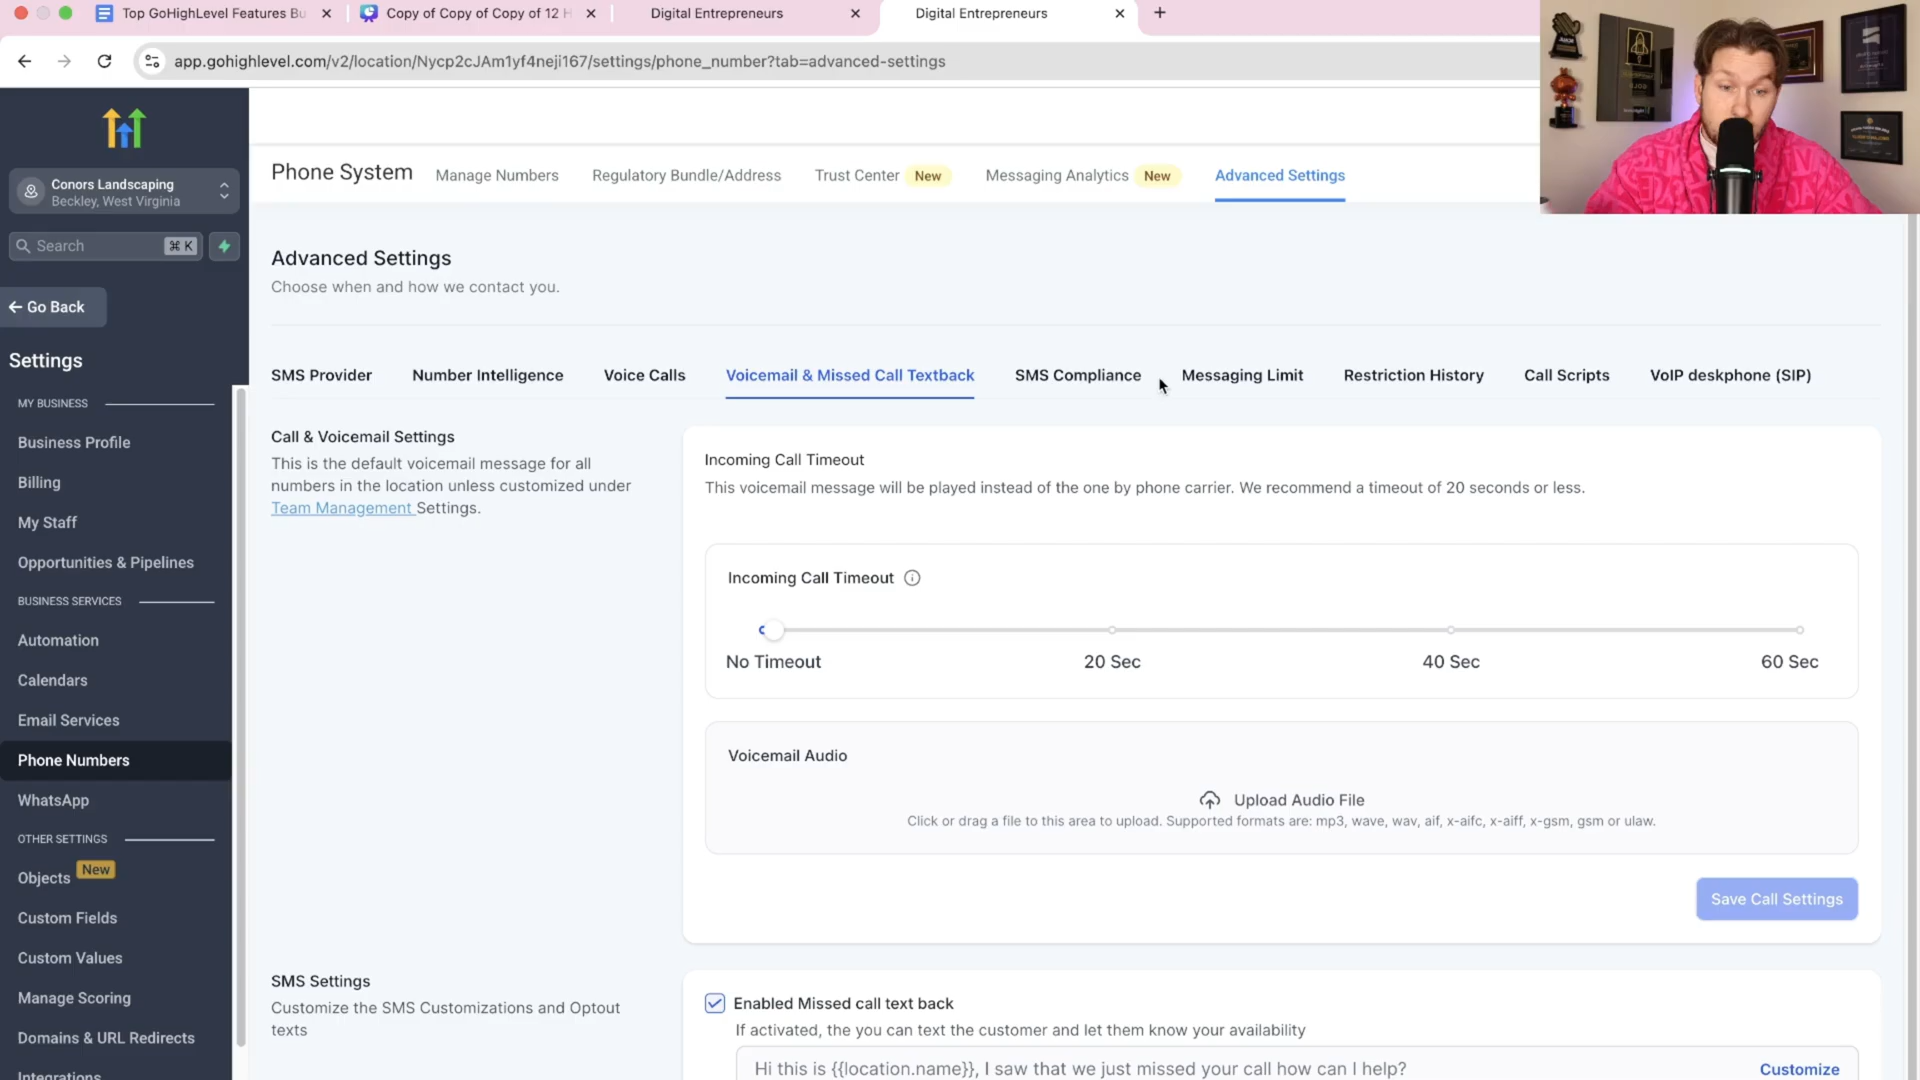 Top GoHighLevel Features Bu
Copy of Copy of Copy of 12 H
Digital Entrepreneurs
Digital Entrepreneurs
app.gohighlevel.com/v2/location/Nycp2cJAm1yf4neji167/settings/phone_number?tab=advanced-settings
Conors Landscaping
Beckley, West Virginia
Search ⌘ K
Go Back
Settings
MY BUSINESS
Business Profile
Billing
My Staff
Opportunities & Pipelines
BUSINESS SERVICES
Automation
Calendars
Email Services
Phone Numbers
WhatsApp
OTHER SETTINGS
Objects New
Custom Fields
Custom Values
Manage Scoring
Domains & URL Redirects
Integrations
Phone System Manage Numbers Regulatory Bundle/Address Trust Center New Messaging Analytics New Advanced Settings
Advanced Settings
Choose when and how we contact you.
SMS Provider Number Intelligence Voice Calls Voicemail & Missed Call Textback SMS Compliance Messaging Limit Restriction History Call Scripts VoIP deskphone (SIP)
Call & Voicemail Settings
This is the default voicemail message for all
numbers in the location unless customized under
Team Management Settings.
Incoming Call Timeout
This voicemail message will be played instead of the one by phone carrier. We recommend a timeout of 20 seconds or less.
Incoming Call Timeout
No Timeout 20 Sec 40 Sec 60 Sec
Voicemail Audio
Upload Audio File
Click or drag a file to this area to upload. Supported formats are: mp3, wave, wav, aif, x-aifc, x-aiff, x-gsm, gsm or ulaw.
Save Call Settings
SMS Settings
Customize the SMS Customizations and Optout
texts
Enabled Missed call text back
If activated, the you can text the customer and let them know your availability
Hi this is {{location.name}}, I saw that we just missed your call how can I help?
Customize